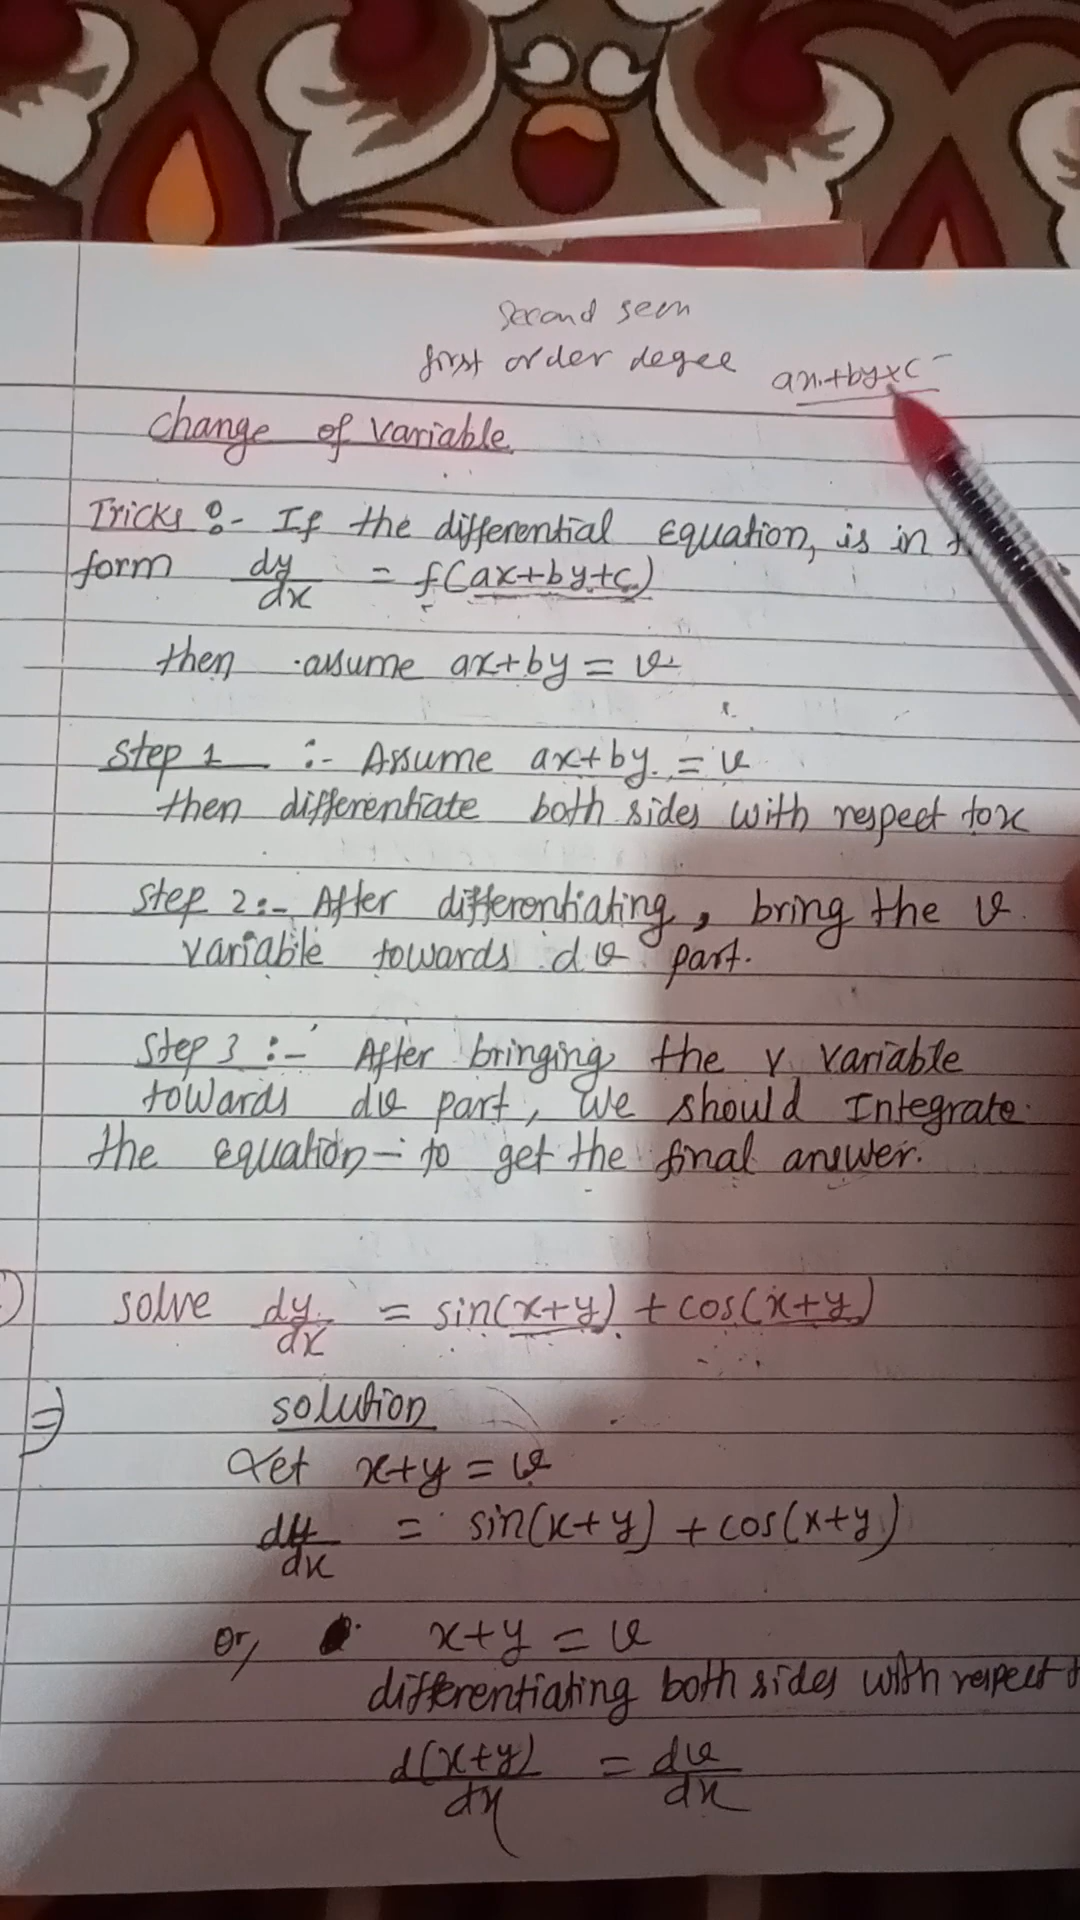 Second sem
first order degee
ax+by+c
Change of variable
Tricks :- If the differential Equation, is in
form dy/dx = f(ax+by+c)
then assume ax+by = v
Step 1 :- Assume ax+by = v
then differentiate both sides with respect to x
Step 2 :- After differentiating, bring the v
variable towards dv part.
Step 3 :- After bringing the v variable
towards dv part, we should Integrate
the equation - to get the final answer.
solve dy/dx = sin(x+y) + cos(x+y)
⇒ solution
Let x+y = v
dy/dx = sin(x+y) + cos(x+y)
or, x+y = v
differentiating both sides with respect
d(x+y)/dx = dv/dx